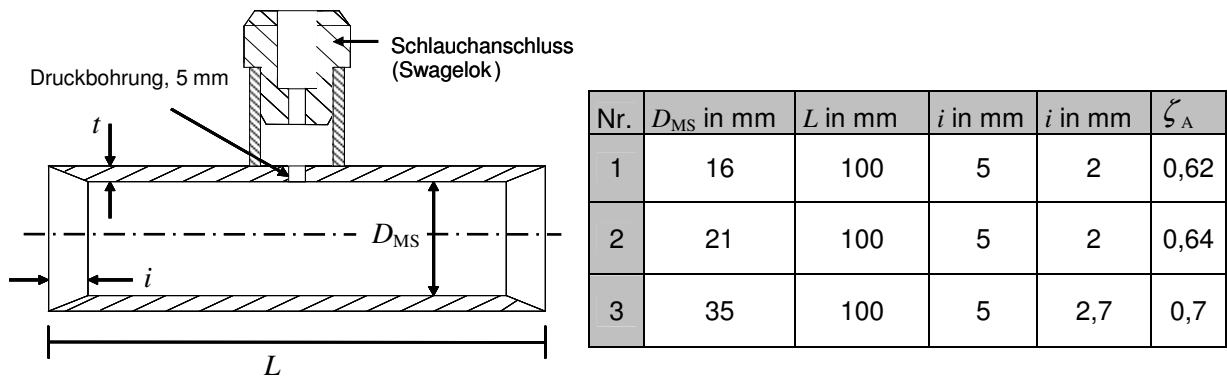 Schlauchanschluss
(Swagelok)
Druckbohrung, 5 mm
t
D_MS
i
L
Nr. D_MS in mm L in mm i in mm i in mm ζ_A
1 16 100 5 2 0,62
2 21 100 5 2 0,64
3 35 100 5 2,7 0,7